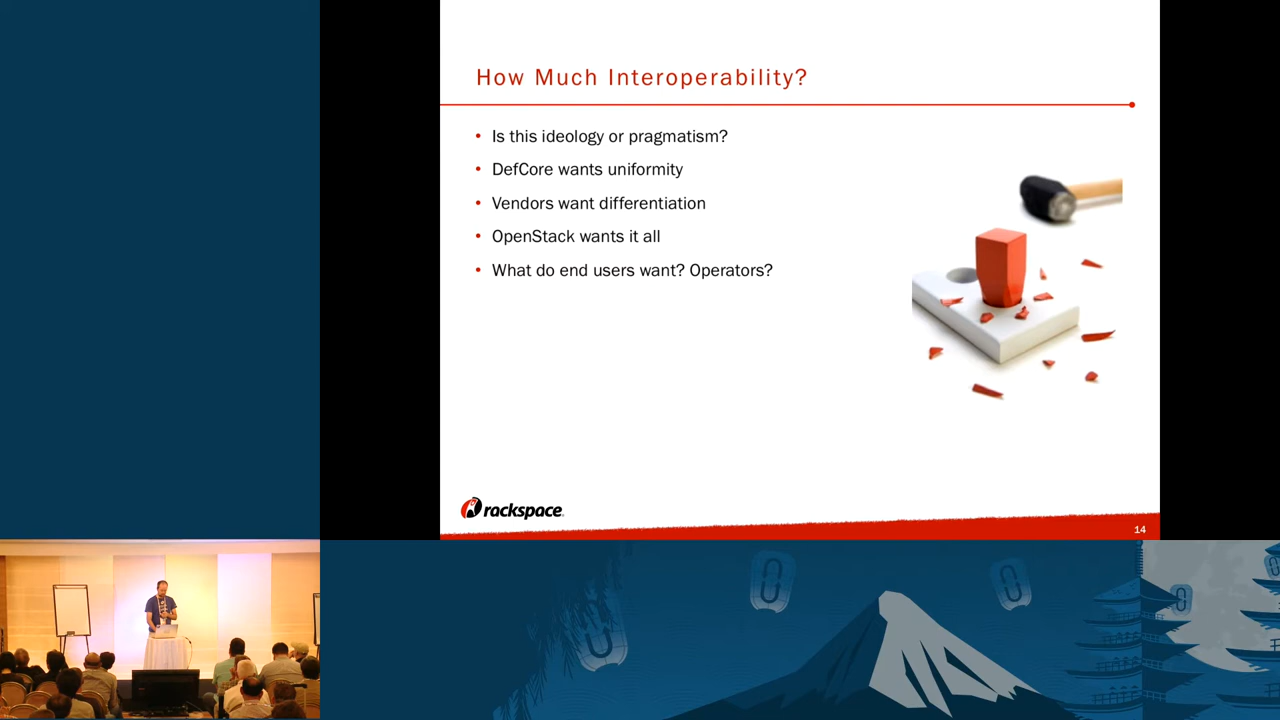 How Much Interoperability?
• Is this ideology or pragmatism?
• DefCore wants uniformity
• Vendors want differentiation
• OpenStack wants it all
• What do end users want? Operators?
rackspace
14